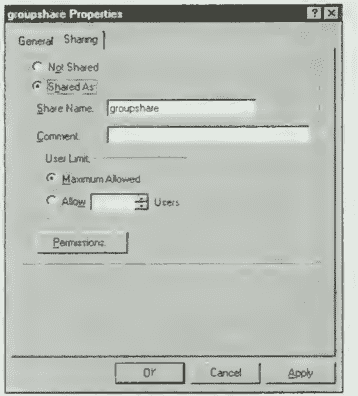 groupshare Properties
General Sharing
Not Shared
Shared As:
Share Name: groupshare
Comment:
User Limit:
Maximum Allowed
Allow Users
Permissions
OK Cancel Apply